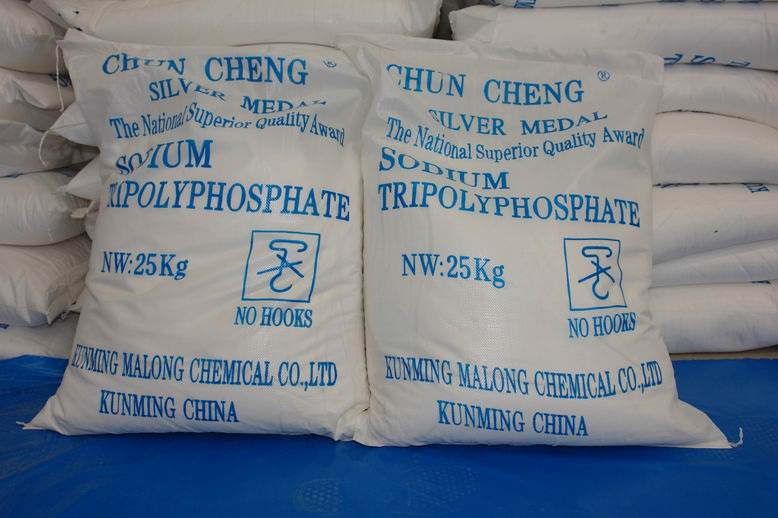 CHUN CHENG ®
SILVER MEDAL
The National Superior Quality Award
SODIUM
TRIPOLYPHOSPHATE
NW:25Kg
NO HOOKS
KUNMING MALONG CHEMICAL CO.,LTD
KUNMING CHINA
CHUN CHENG ®
SILVER MEDAL
The National Superior Quality Award
SODIUM
TRIPOLYPHOSPHATE
NW:25Kg
NO HOOKS
KUNMING MALONG CHEMICAL CO.,LTD
KUNMING CHINA